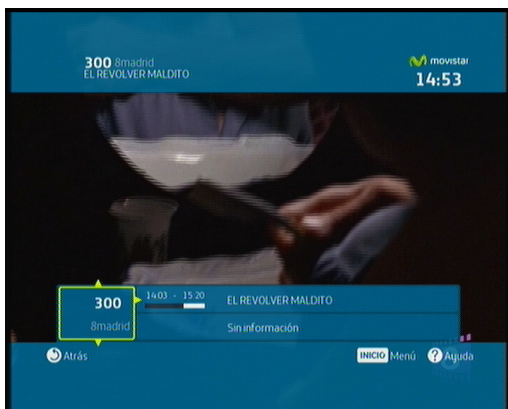 300 8madrid
EL REVOLVER MALDITO
movistar
14:53
300
14:03 - 15:20
EL REVOLVER MALDITO
8madrid
Sin información
Atrás
INICIO Menú
? Ayuda